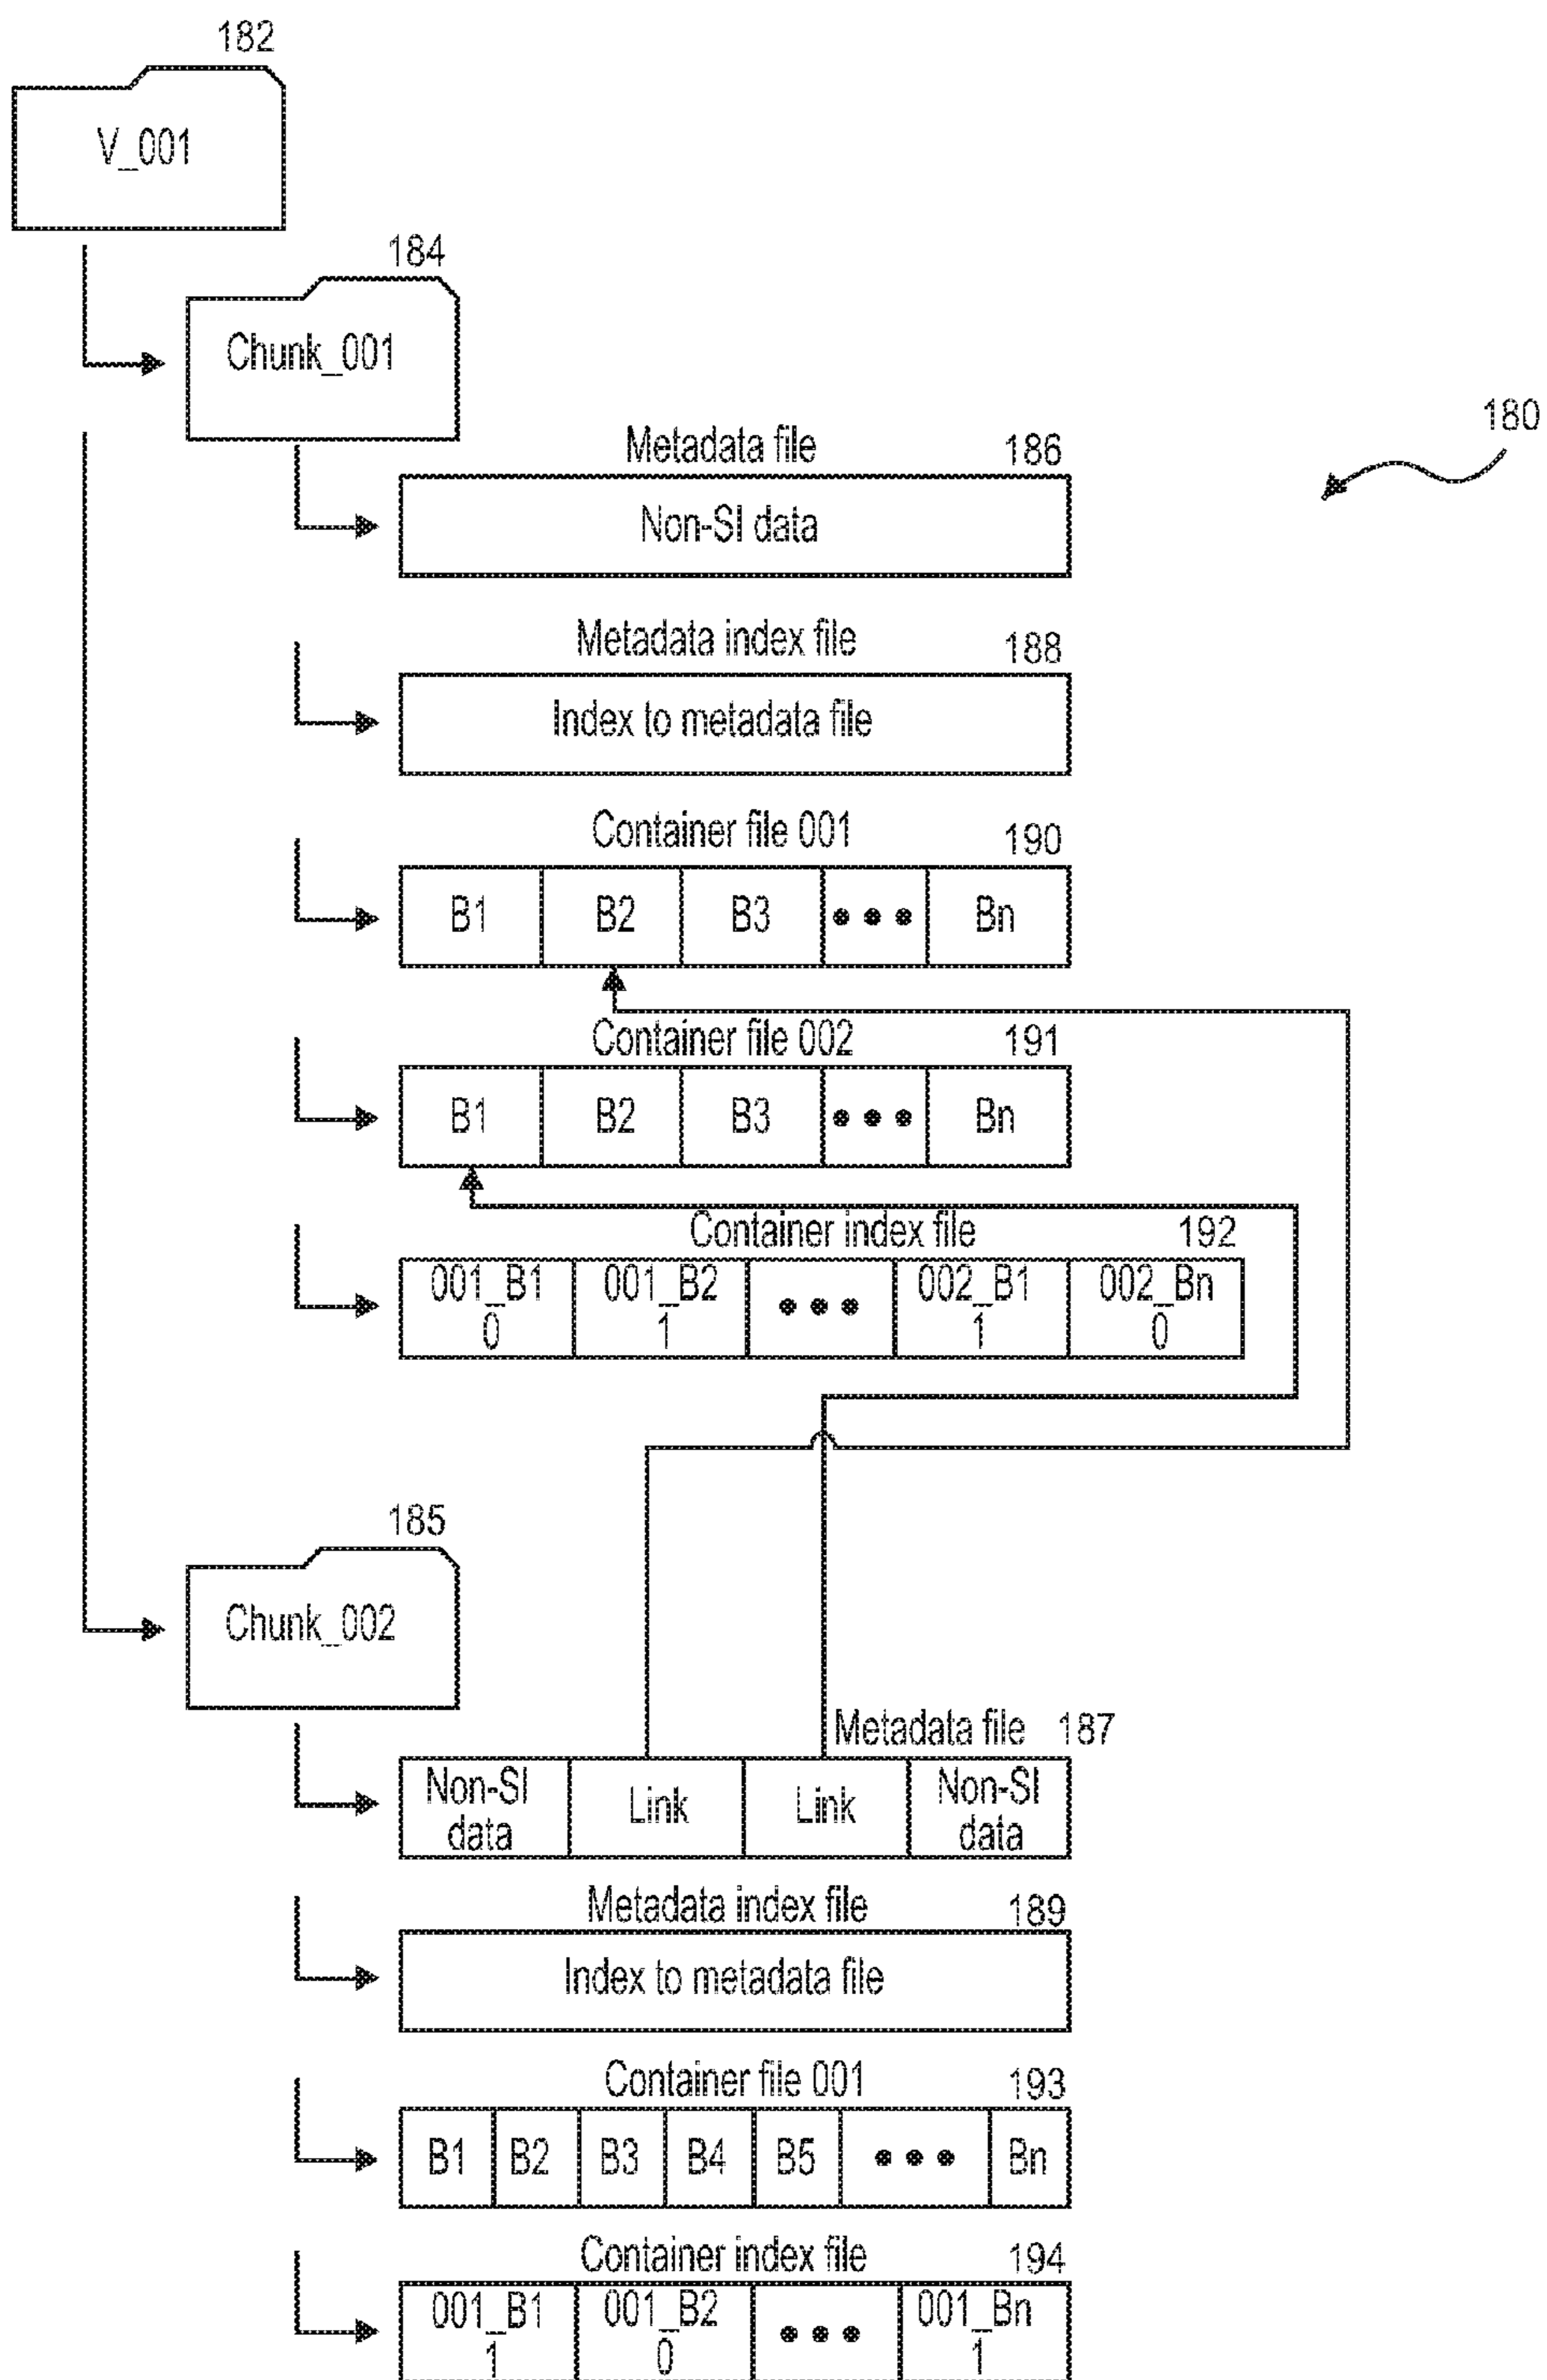 182
V_001
184
Chunk_001
180
Metadata file 186
Non-SI data
Metadata index file 188
Index to metadata file
Container file 001 190
B1 B2 B3 ••• Bn
Container file 002 191
B1 B2 B3 ••• Bn
Container index file 192
001_B1 001_B2 ••• 002_B1 002_Bn
0 1 1 0
185
Chunk_002
Metadata file 187
Non-SI Link Link Non-SI
data data
Metadata index file 189
Index to metadata file
Container file 001 193
B1 B2 B3 B4 B5 ••• Bn
Container index file 194
001_B1 001_B2 ••• 001_Bn
1 0 1